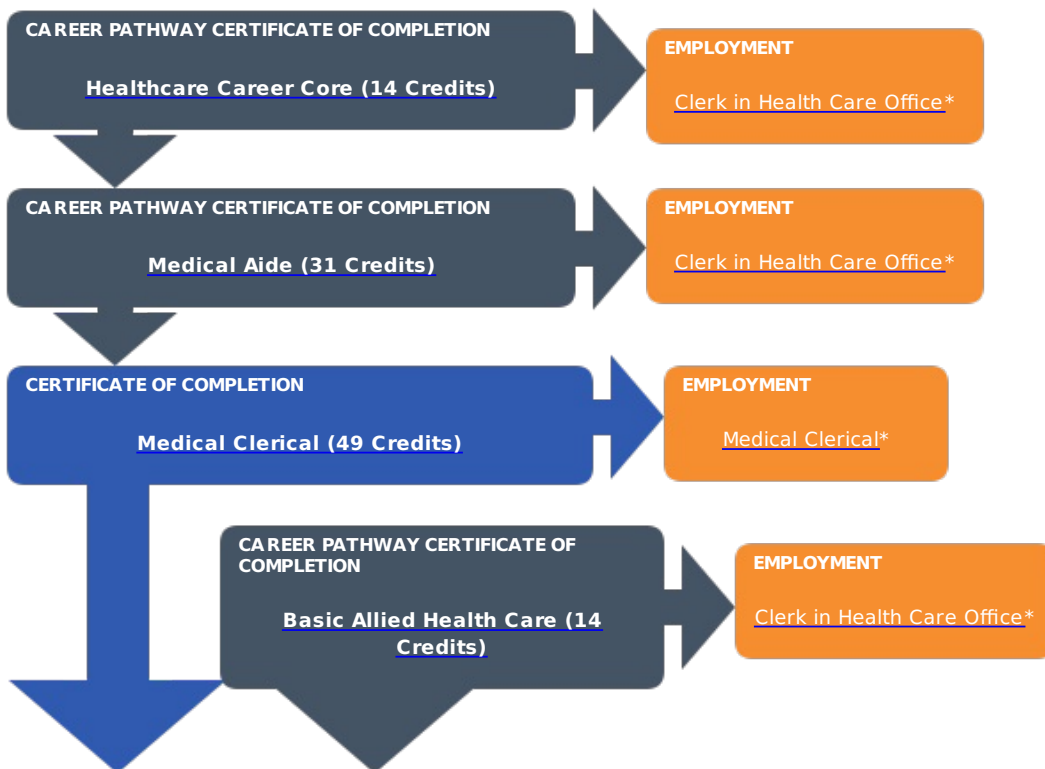 CAREER PATHWAY CERTIFICATE OF COMPLETION
Healthcare Career Core (14 Credits)
EMPLOYMENT
Clerk in Health Care Office*
CAREER PATHWAY CERTIFICATE OF COMPLETION
Medical Aide (31 Credits)
EMPLOYMENT
Clerk in Health Care Office*
CERTIFICATE OF COMPLETION
Medical Clerical (49 Credits)
EMPLOYMENT
Medical Clerical*
CAREER PATHWAY CERTIFICATE OF
COMPLETION
Basic Allied Health Care (14
Credits)
EMPLOYMENT
Clerk in Health Care Office*